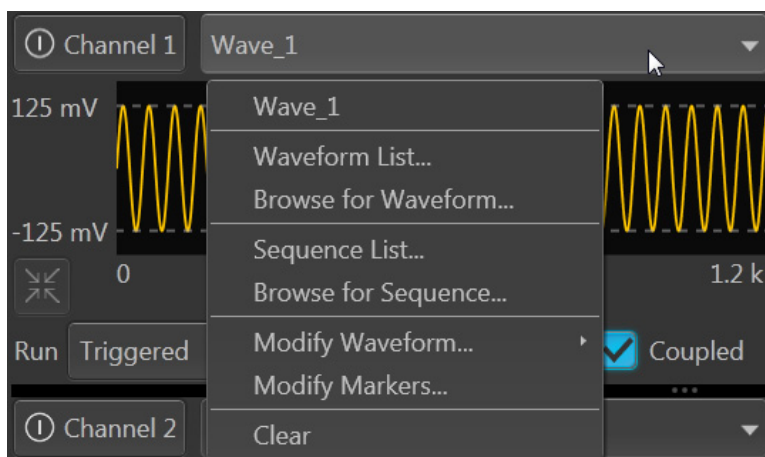 Channel 1 Wave_1
125 mV
Wave_1
Waveform List...
Browse for Waveform...
-125 mV
Sequence List...
0 1.2 k
Browse for Sequence...
Run Triggered Modify Waveform... Coupled
Modify Markers...
Channel 2
Clear